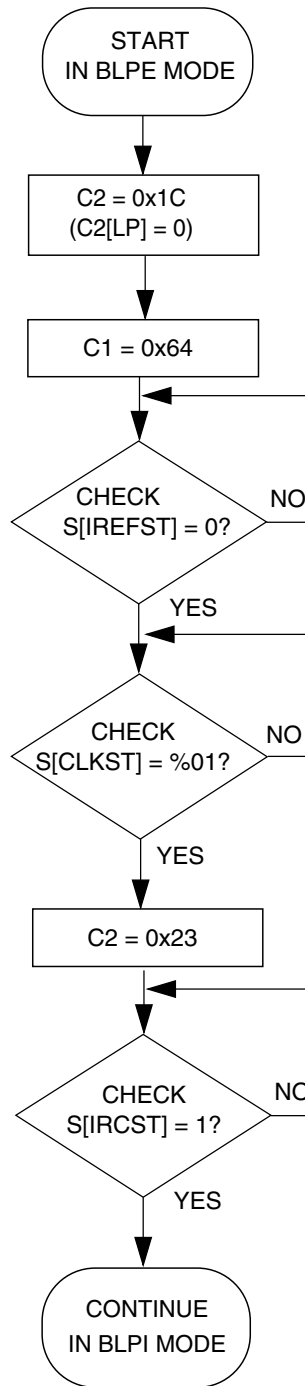 START
IN BLPE MODE
C2 = 0x1C
(C2[LP] = 0)
C1 = 0x64
CHECK
S[IREFST] = 0?
NO
YES
CHECK
S[CLKST] = %01?
NO
YES
C2 = 0x23
CHECK
S[IRCST] = 1?
NO
YES
CONTINUE
IN BLPI MODE